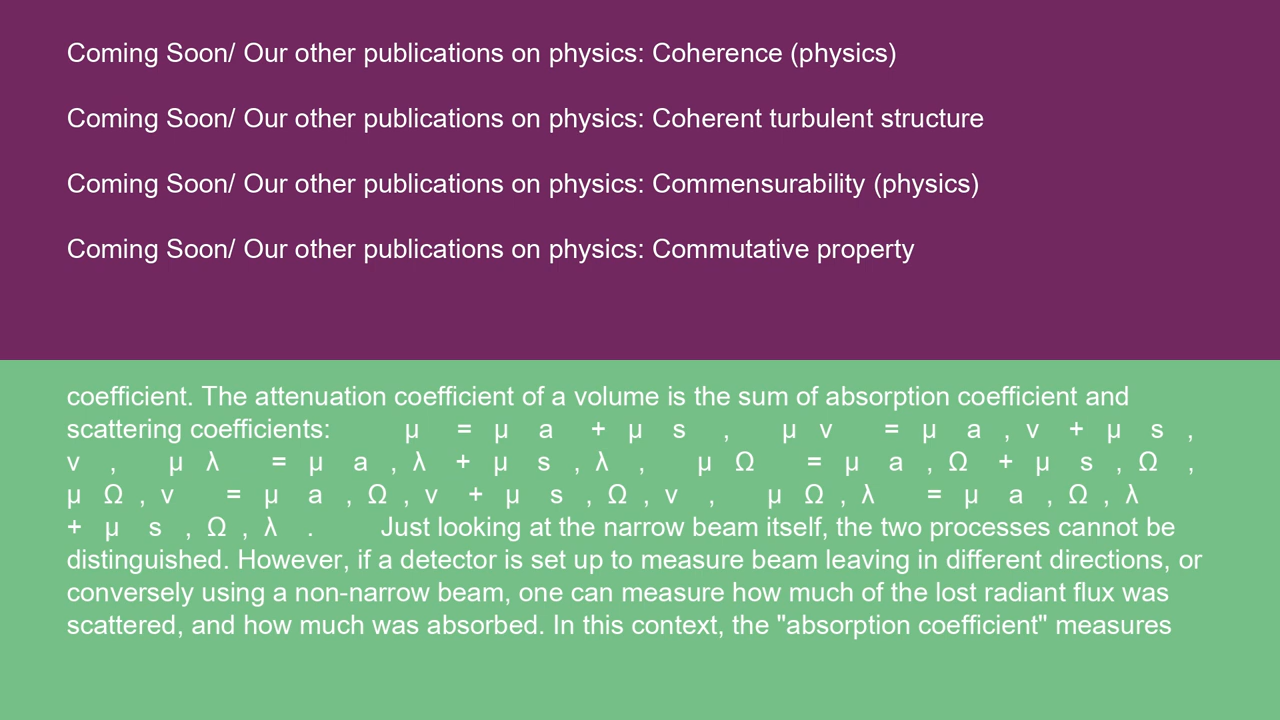 Coming Soon/ Our other publications on physics: Coherence (physics)
Coming Soon/ Our other publications on physics: Coherent turbulent structure
Coming Soon/ Our other publications on physics: Commensurability (physics)
Coming Soon/ Our other publications on physics: Commutative property
coefficient. The attenuation coefficient of a volume is the sum of absorption coefficient and
scattering coefficients: μ = μ a + μ s , μ ν = μ a , ν + μ s ,
ν , μ λ = μ a , λ + μ s , λ , μ Ω = μ a , Ω + μ s , Ω ,
μ Ω , ν = μ a , Ω , ν + μ s , Ω , ν , μ Ω , λ = μ a , Ω , λ
+ μ s , Ω , λ . Just looking at the narrow beam itself, the two processes cannot be
distinguished. However, if a detector is set up to measure beam leaving in different directions, or
conversely using a non-narrow beam, one can measure how much of the lost radiant flux was
scattered, and how much was absorbed. In this context, the "absorption coefficient" measures